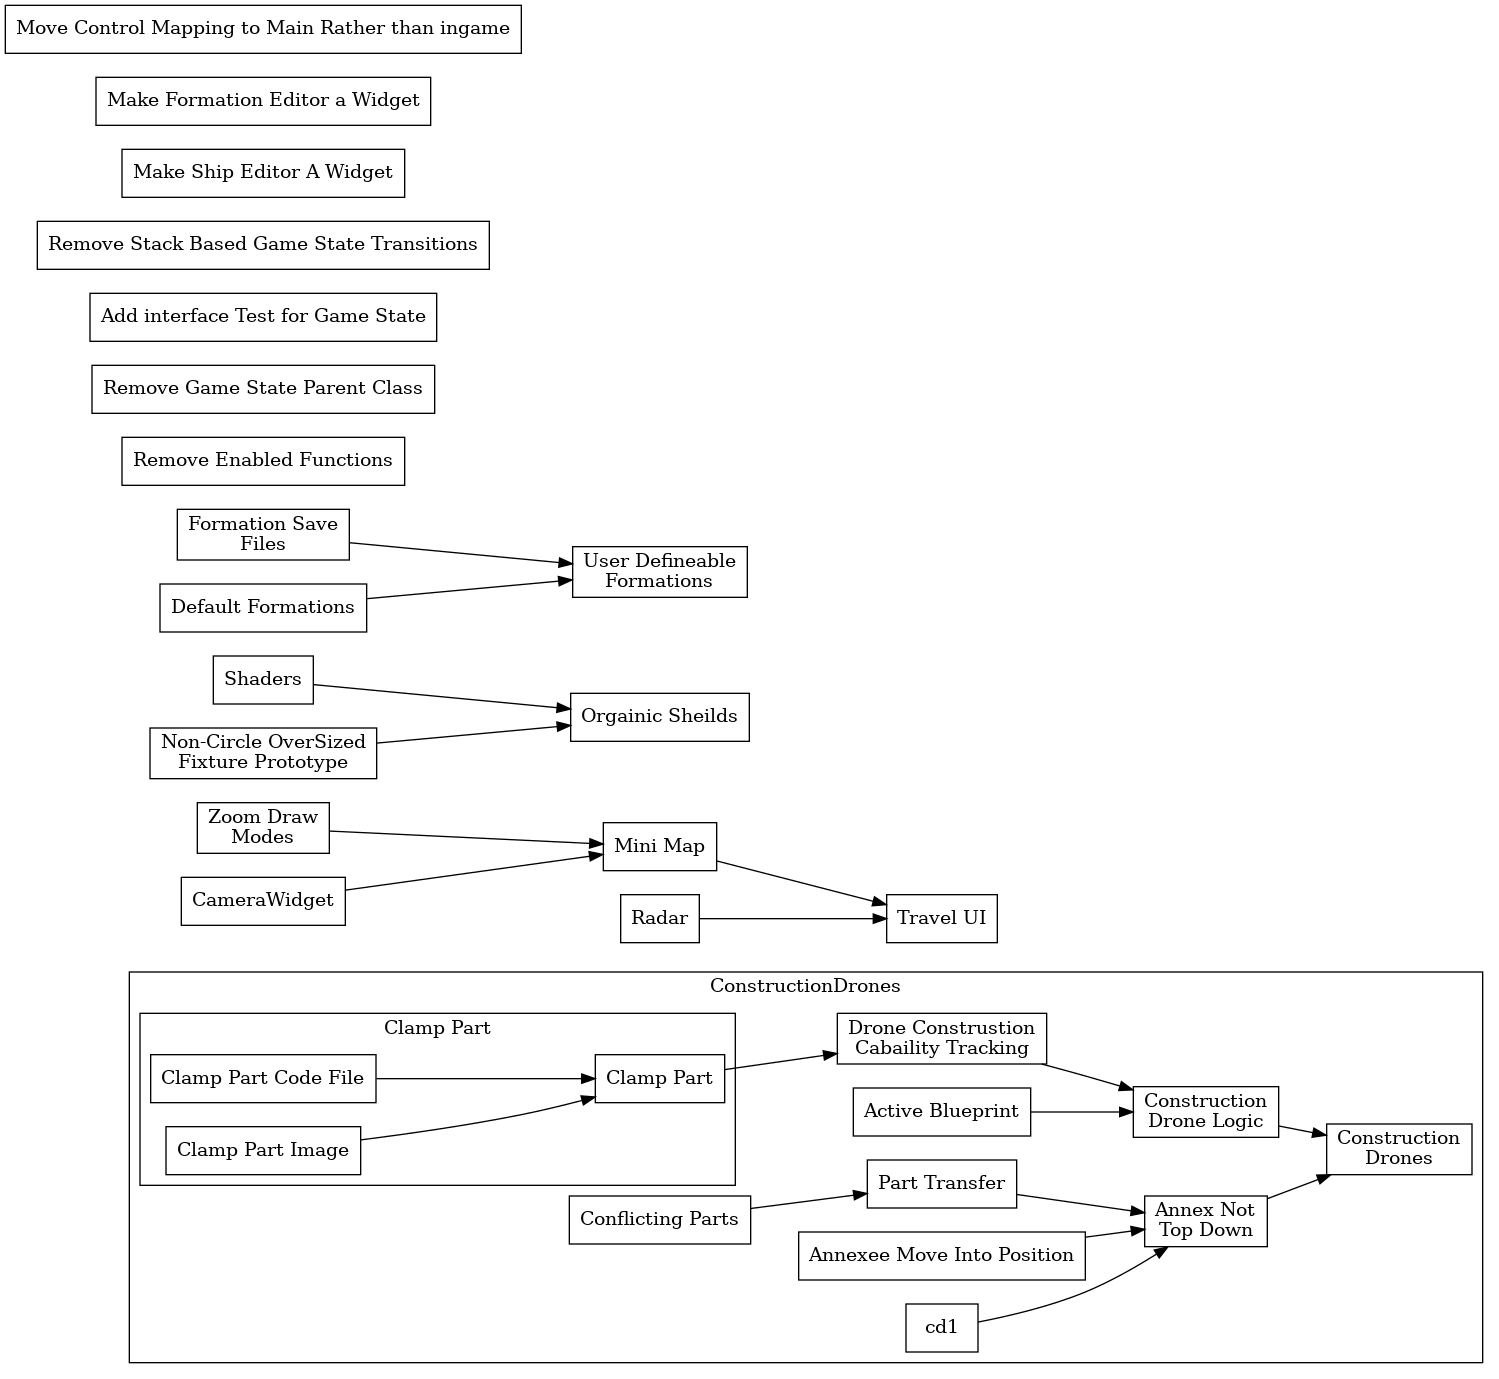 Move Control Mapping to Main Rather than ingame
Make Formation Editor a Widget
Make Ship Editor A Widget
Remove Stack Based Game State Transitions
Add interface Test for Game State
Remove Game State Parent Class
Remove Enabled Functions
Formation Save
Files
User Defineable
Formations
Default Formations
Shaders
Orgainic Sheilds
Non-Circle OverSized
Fixture Prototype
Zoom Draw
Modes
Mini Map
CameraWidget
Radar
Travel UI
ConstructionDrones
Clamp Part
Clamp Part Code File
Clamp Part
Clamp Part Image
Drone Construstion
Cabaility Tracking
Active Blueprint
Construction
Drone Logic
Construction
Drones
Part Transfer
Conflicting Parts
Annex Not
Top Down
Annexee Move Into Position
cd1